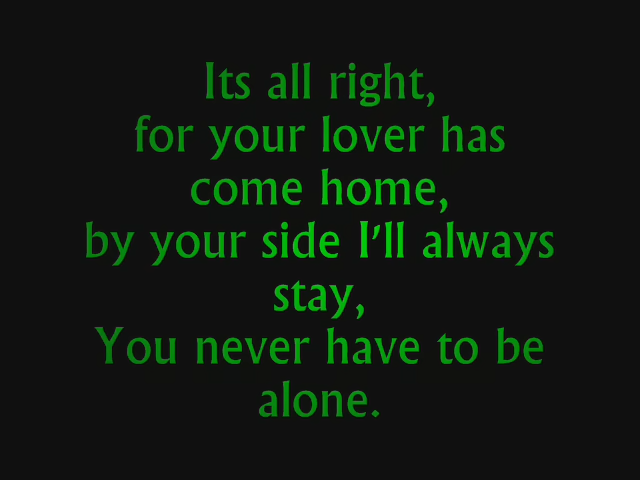 Its all right,
for your lover has
come home,
by your side I'll always
stay,
You never have to be
alone.